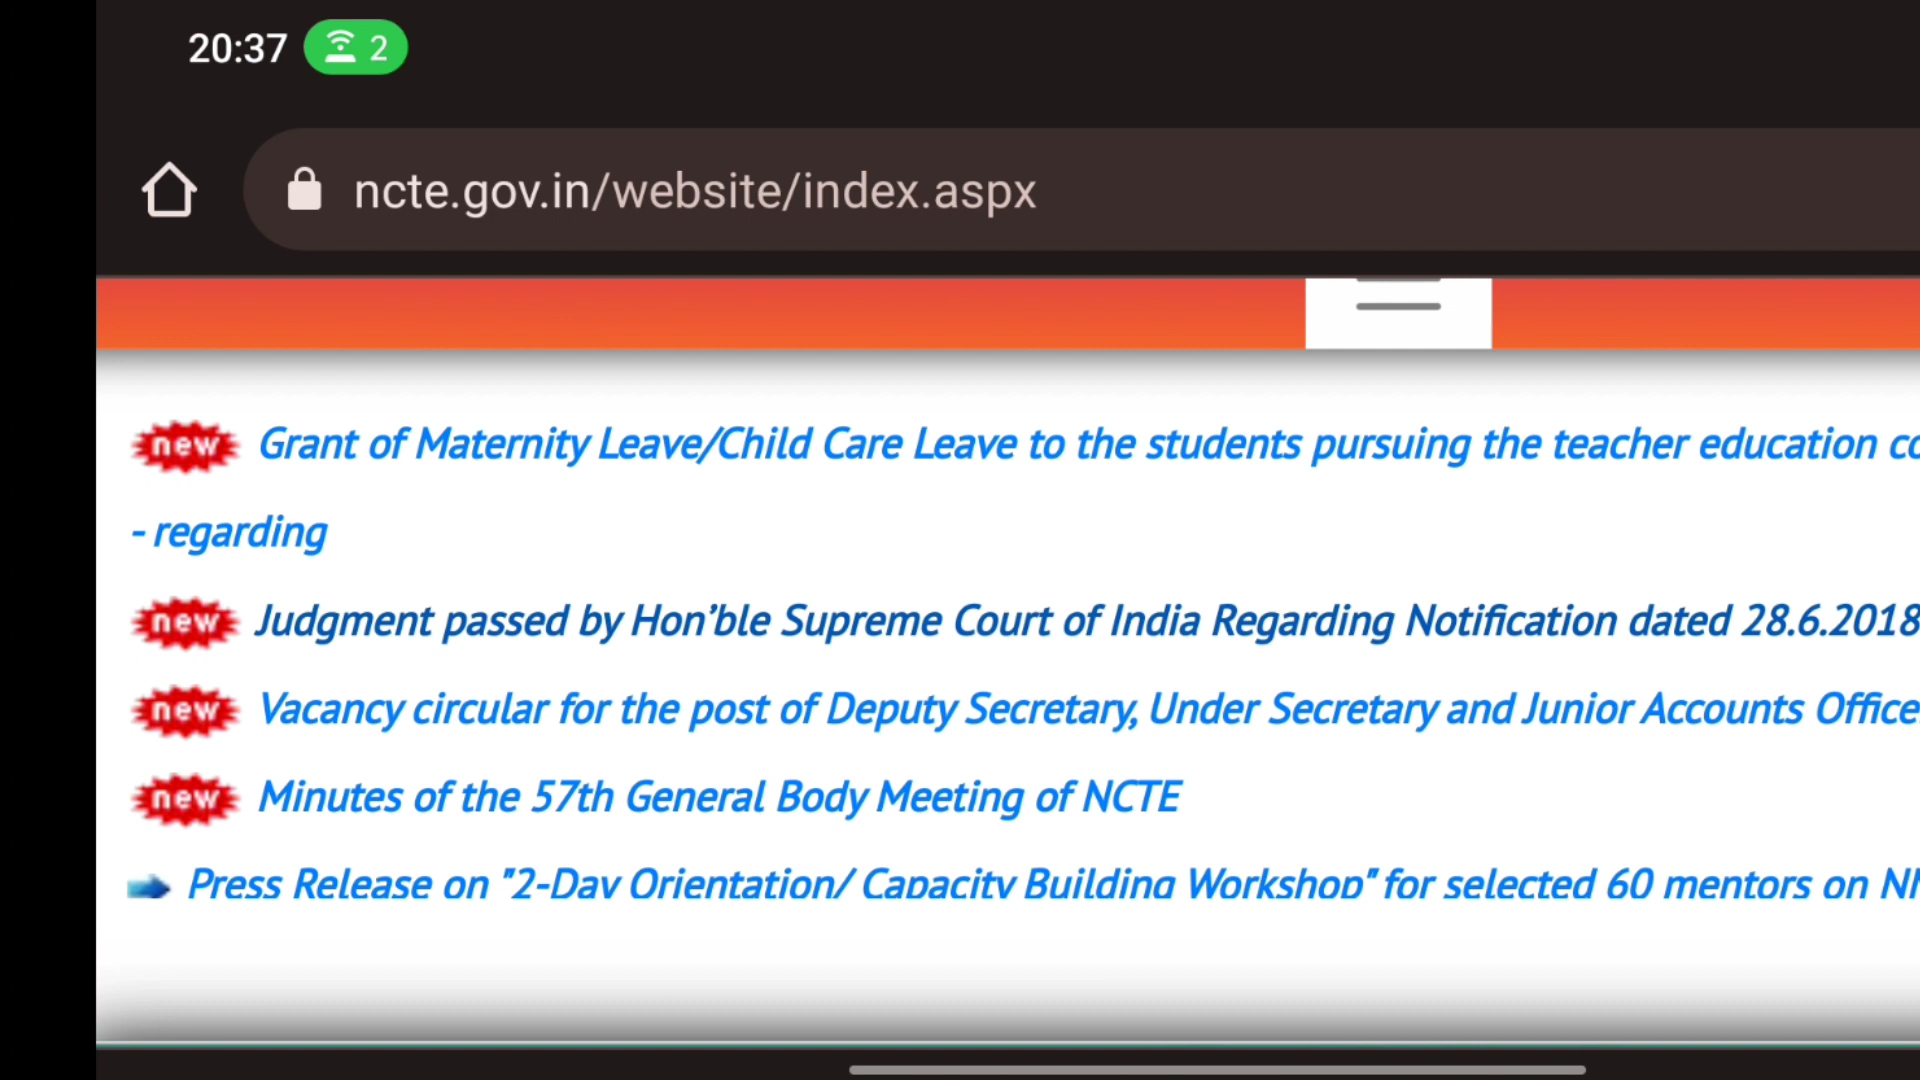 20:37 2
ncte.gov.in/website/index.aspx
new Grant of Maternity Leave/Child Care Leave to the students pursuing the teacher education
- regarding
new Judgment passed by Hon’ble Supreme Court of India Regarding Notification dated 28.6.2018
new Vacancy circular for the post of Deputy Secretary, Under Secretary and Junior Accounts
new Minutes of the 57th General Body Meeting of NCTE
Press Release on "2-Day Orientation/ Capacity Building Workshop" for selected 60 mentors on